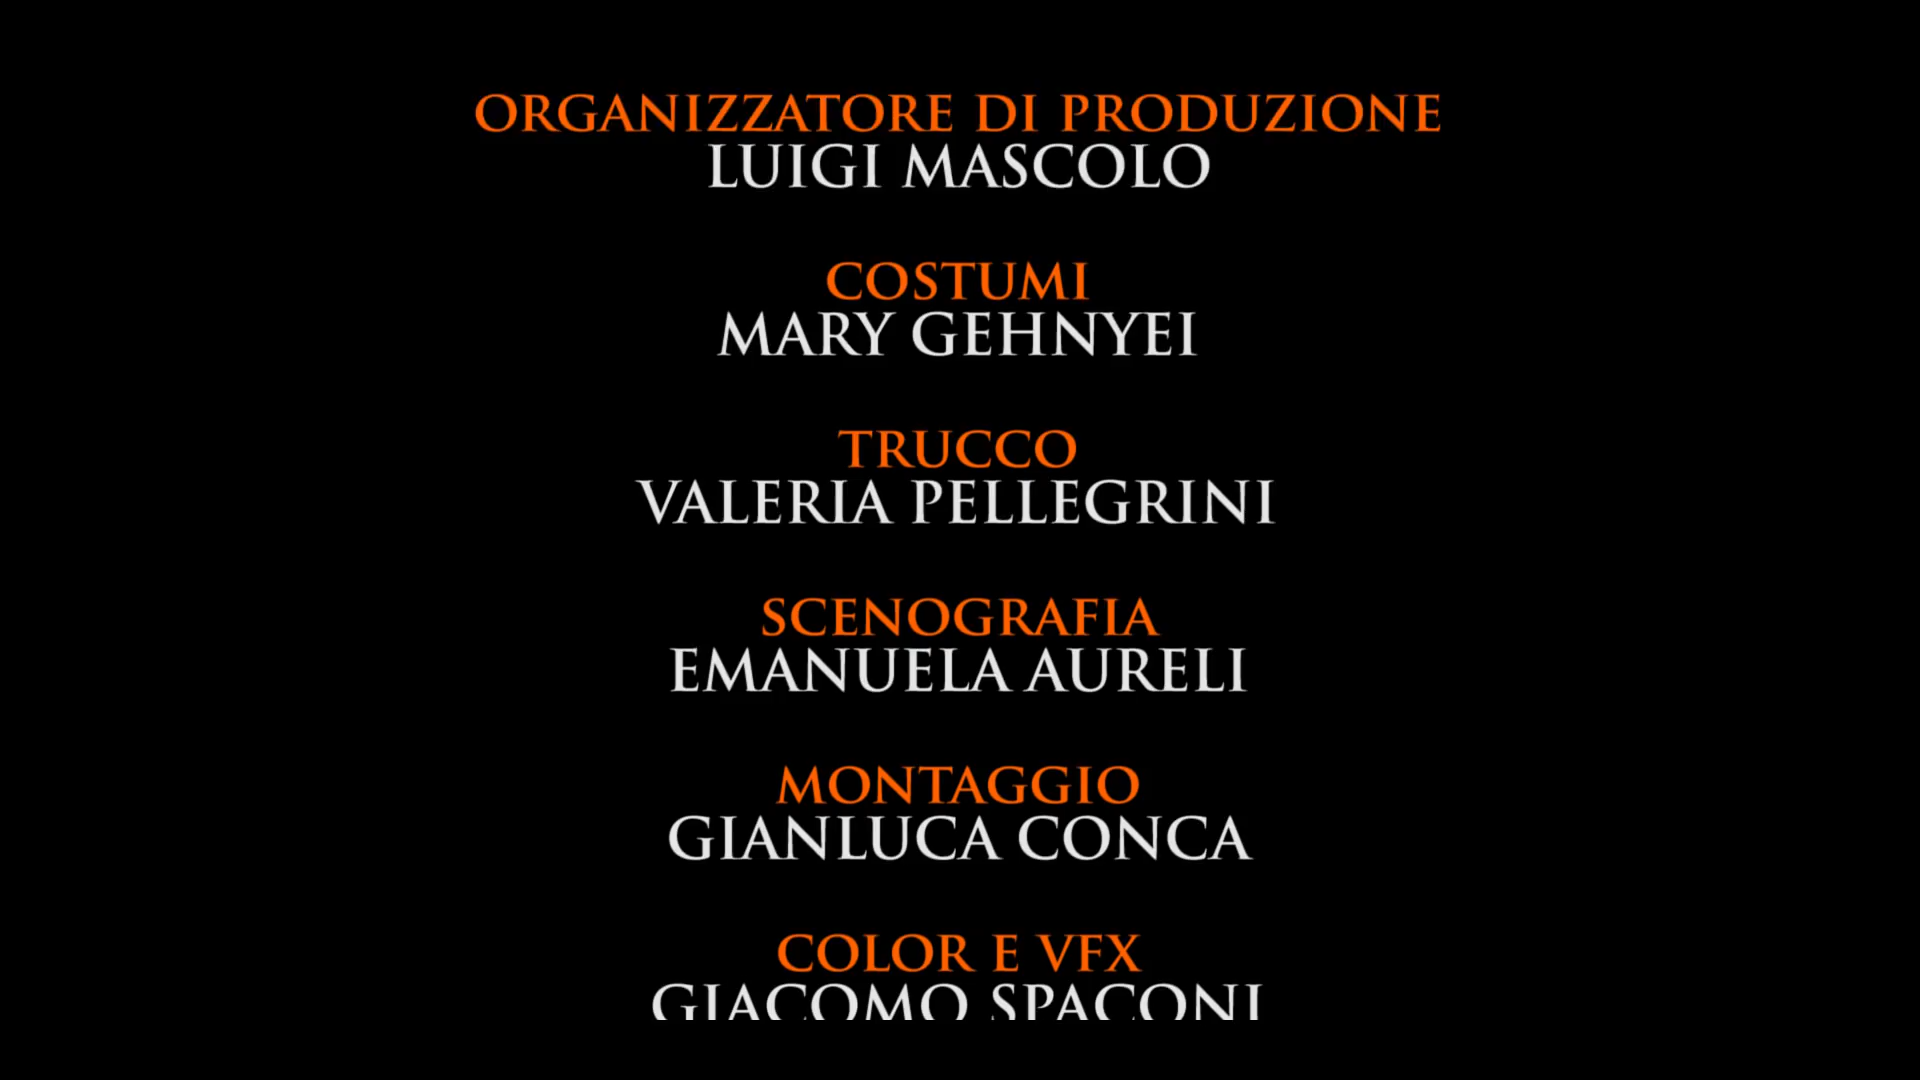 ORGANIZZATORE DI PRODUZIONE
LUIGI MASCOLO
COSTUMI
MARY GEHNYEI
TRUCCO
VALERIA PELLEGRINI
SCENOGRAFIA
EMANUELA AURELI
MONTAGGIO
GIANLUCA CONCA
COLOR E VFX
GIACOMO SPACONI